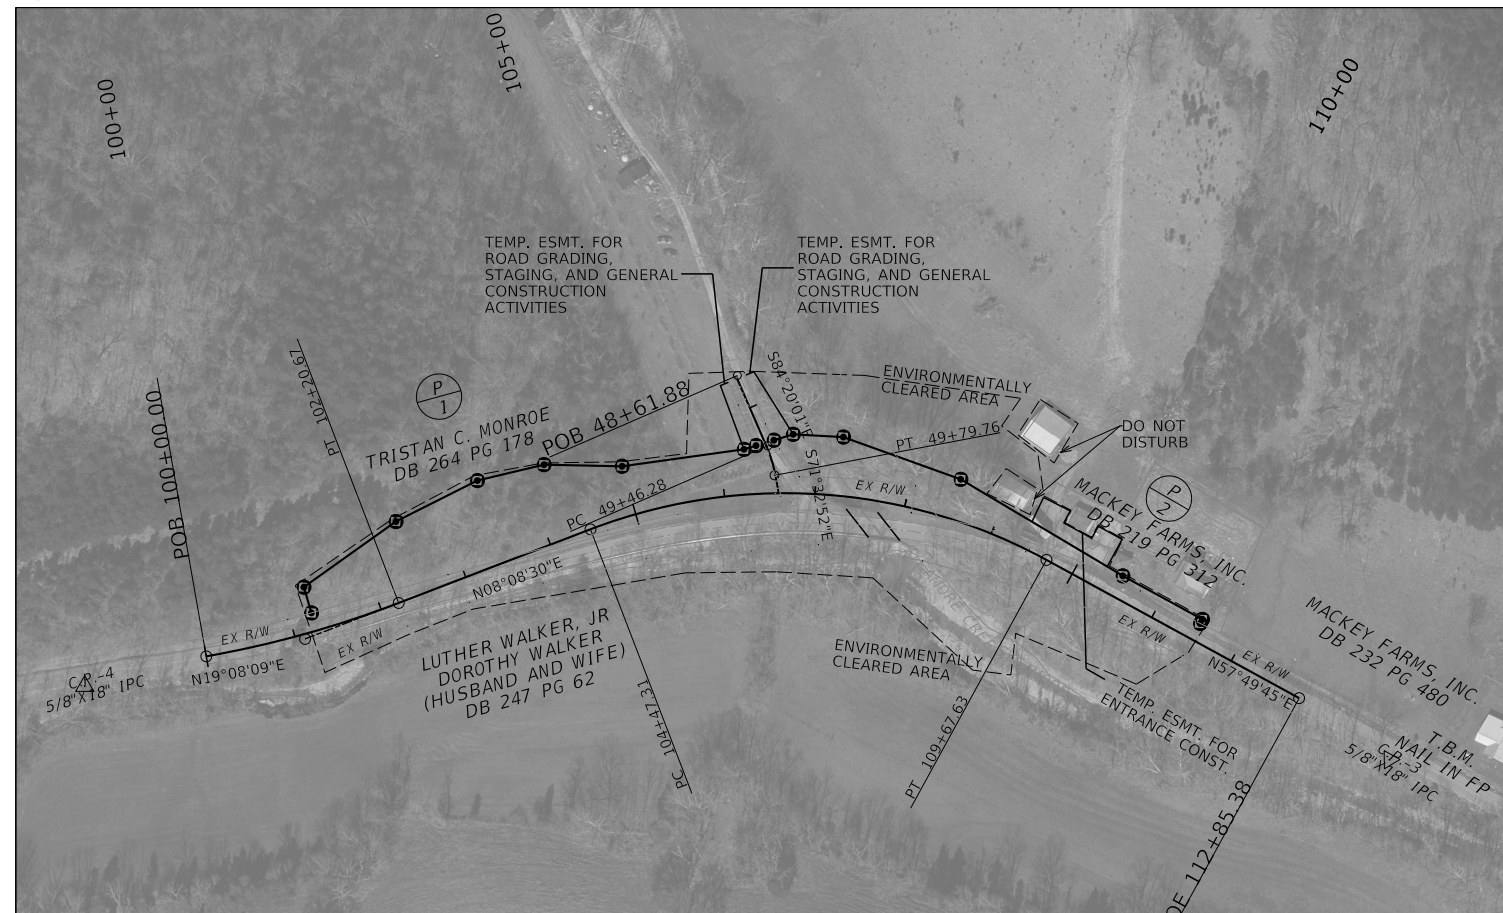 100+00
105+00
110+00
TEMP. ESMT. FOR
ROAD GRADING,
STAGING, AND GENERAL
CONSTRUCTION
ACTIVITIES
TEMP. ESMT. FOR
ROAD GRADING,
STAGING, AND GENERAL
CONSTRUCTION
ACTIVITIES
POB 100+00.00
PT 102+20.67
P
1
TRISTAN C. MONROE
DB 264 PG 178
POB 48+61.88
S84°20'01"E
ENVIRONMENTALLY
CLEARED AREA
PT 49+79.76
DO NOT
DISTURB
PC 49+46.28
S71°32'52"E
EX R/W
P
2
MACKEY FARMS, INC.
DB 219 PG 312
N08°08'30"E
EX R/W
EX R/W
N19°08'09"E
C.P.-4
5/8"X18" IPC
LUTHER WALKER, JR
DOROTHY WALKER
(HUSBAND AND WIFE)
DB 247 PG 62
PC 104+47.31
ENVIRONMENTALLY
CLEARED AREA
PT 109+67.63
EX R/W
EX R/W
N57°49'45"E
MACKEY FARMS, INC.
DB 232 PG 480
TEMP. ESMT. FOR
ENTRANCE CONST.
T.B.M.
NAIL IN FP
C.P.-3
5/8"X18" IPC
112+85.38